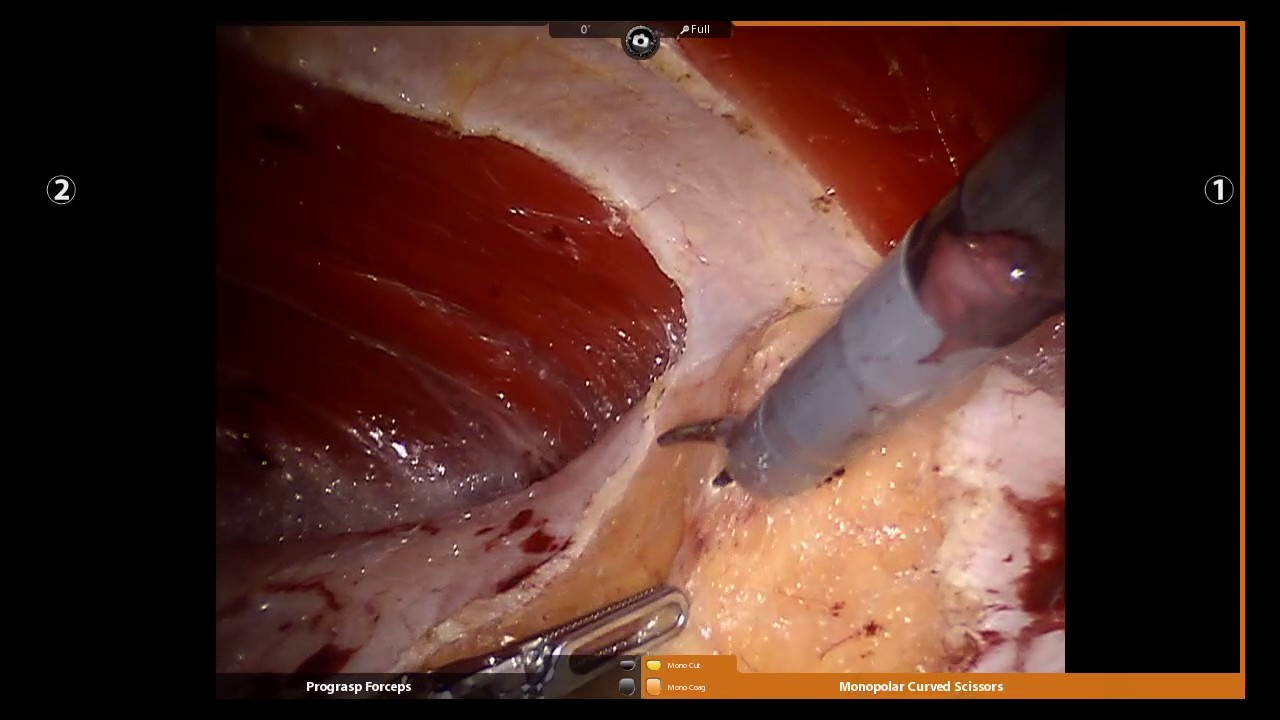 0°
Full
2
1
Mono Cut
Prograsp Forceps
Mono Coag
Monopolar Curved Scissors